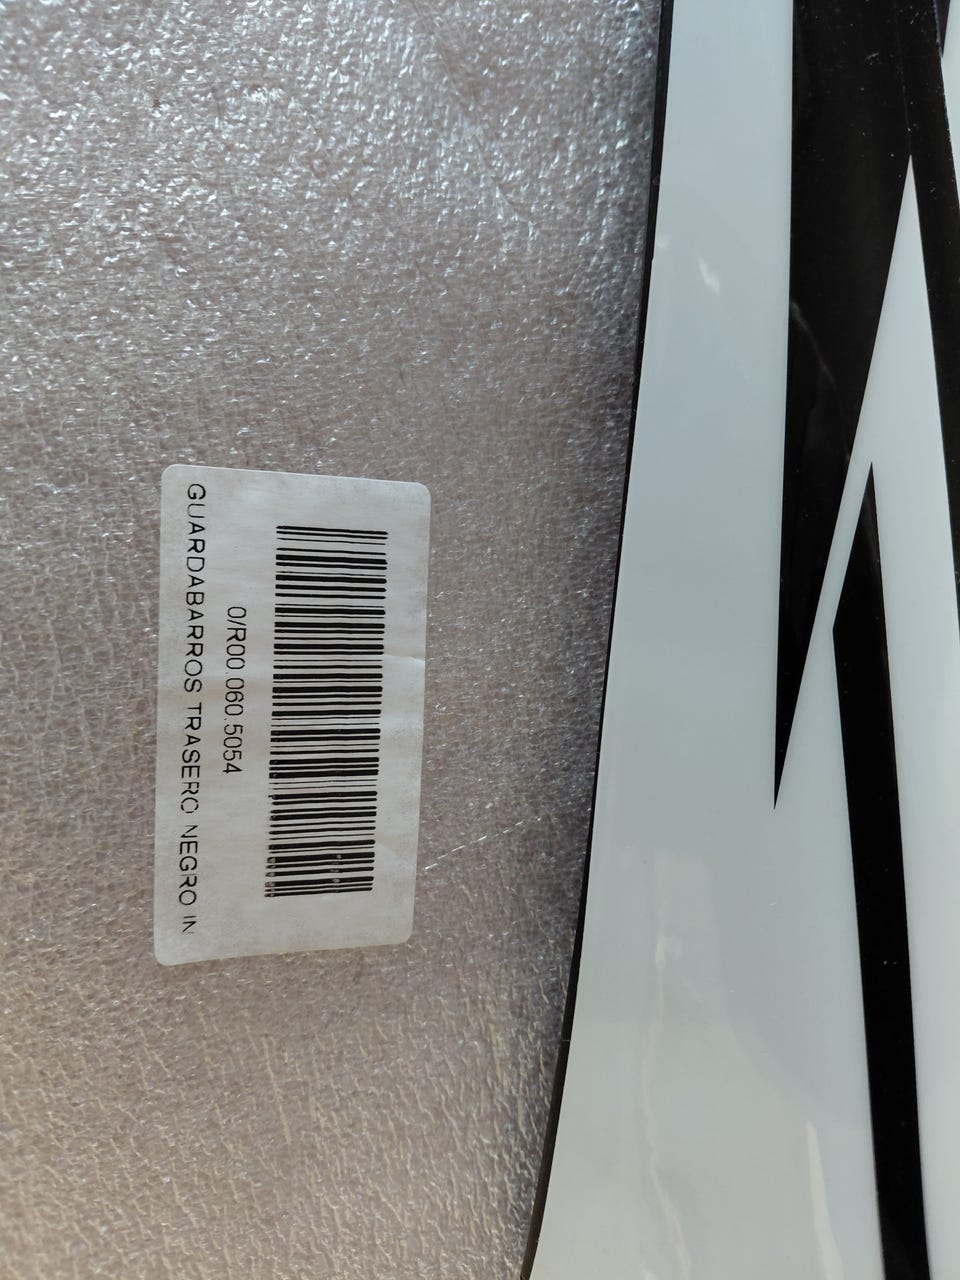 0/R00.060.5054
GUARDABARROS TRASERO NEGRO IN